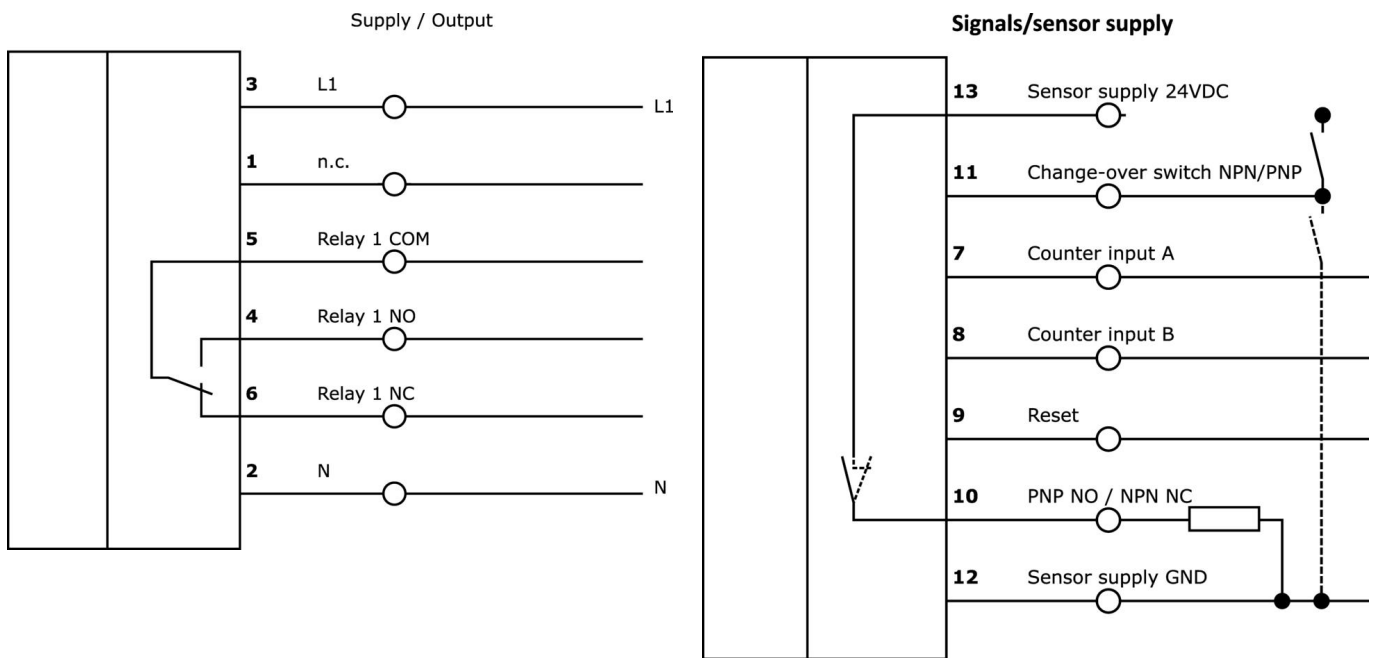 Supply / Output
3 L1
L1
1 n.c.
5 Relay 1 COM
4 Relay 1 NO
6 Relay 1 NC
2 N
N
Signals/sensor supply
13 Sensor supply 24VDC
11 Change-over switch NPN/PNP
7 Counter input A
8 Counter input B
9 Reset
10 PNP NO / NPN NC
12 Sensor supply GND